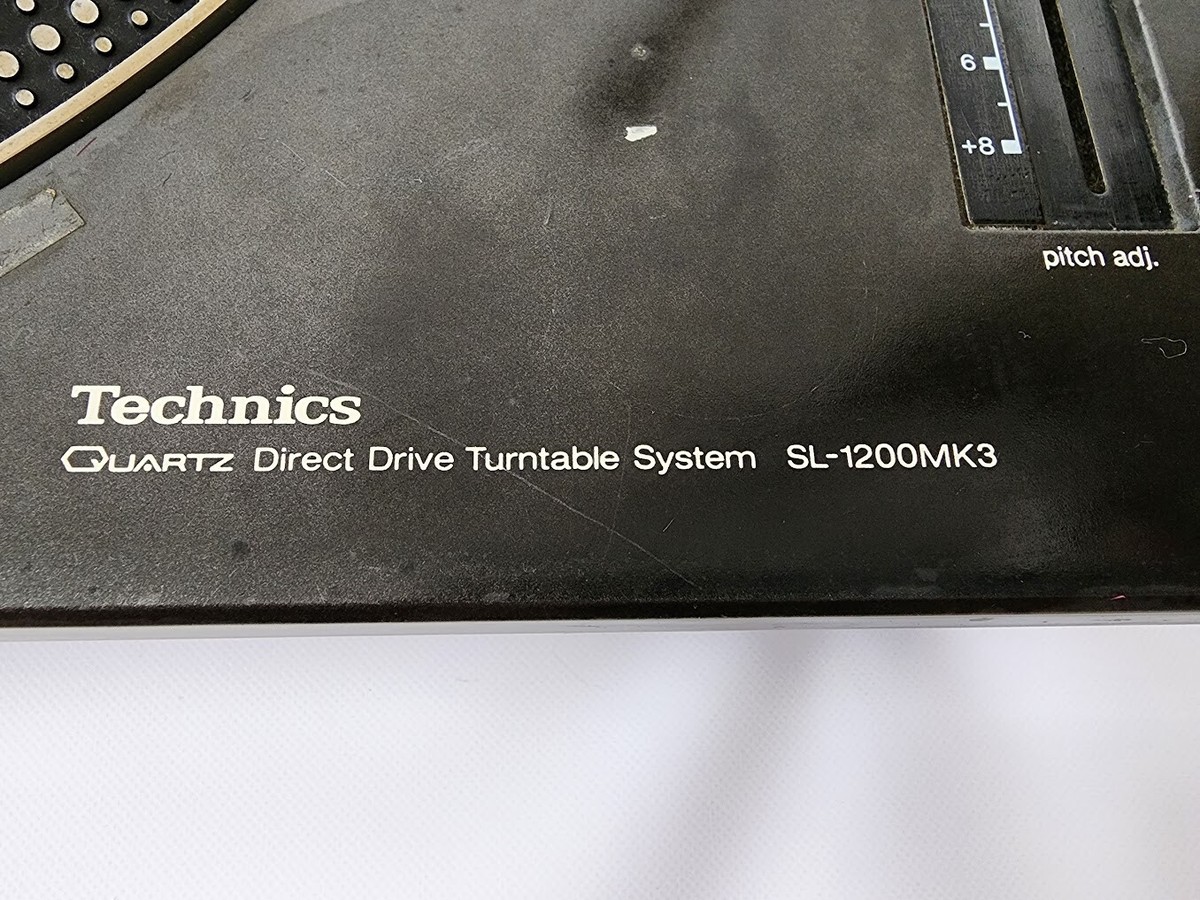 6
+8
pitch adj.
Technics
QUARTZ Direct Drive Turntable System SL-1200MK3